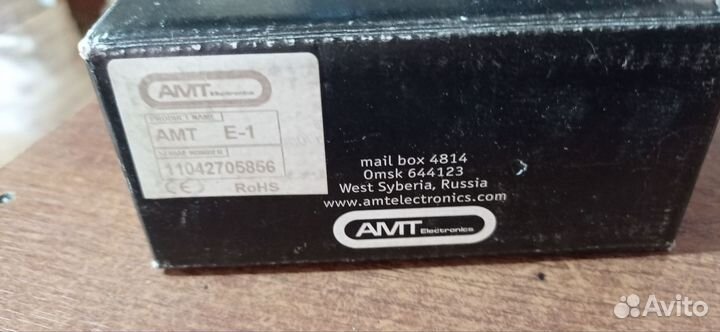 AMT Electronics
PRODUCT NAME
AMT E-1
SERIAL NUMBER
11042705856
CE RoHS
mail box 4814
Omsk 644123
West Syberia, Russia
www.amtelectronics.com
AMT Electronics
Avito